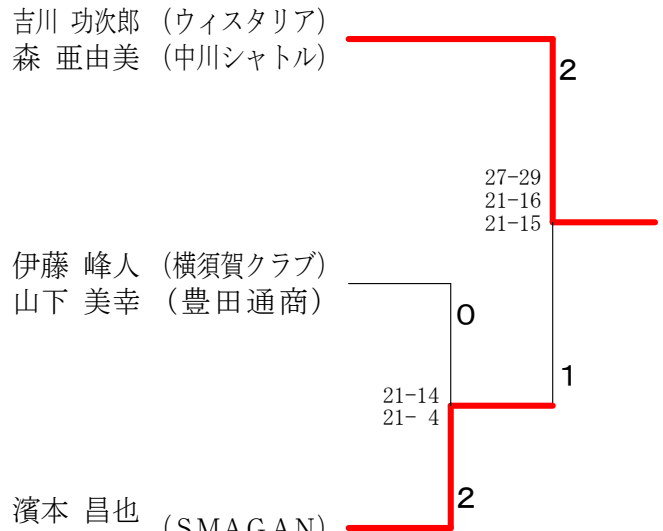 吉川 功次郎 (ウィスタリア)
森 亜由美 (中川シャトル)
2
27-29
21-16
21-15
伊藤 峰人 (横須賀クラブ)
山下 美幸 (豊田通商)
0
1
21-14
21- 4
濱本 昌也
(SMAGAN)
2